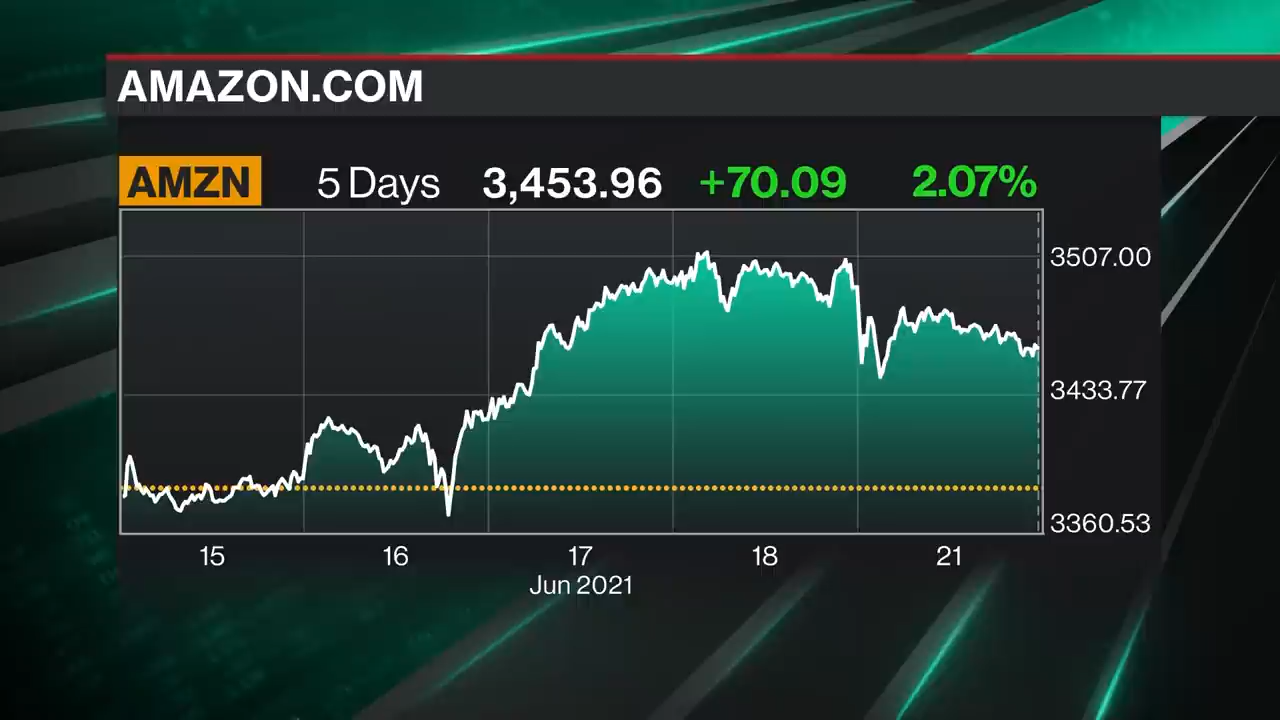 AMAZON.COM
AMZN 5 Days 3,453.96 +70.09 2.07%
3507.00
3433.77
3360.53
15 16 17 18 21
Jun 2021